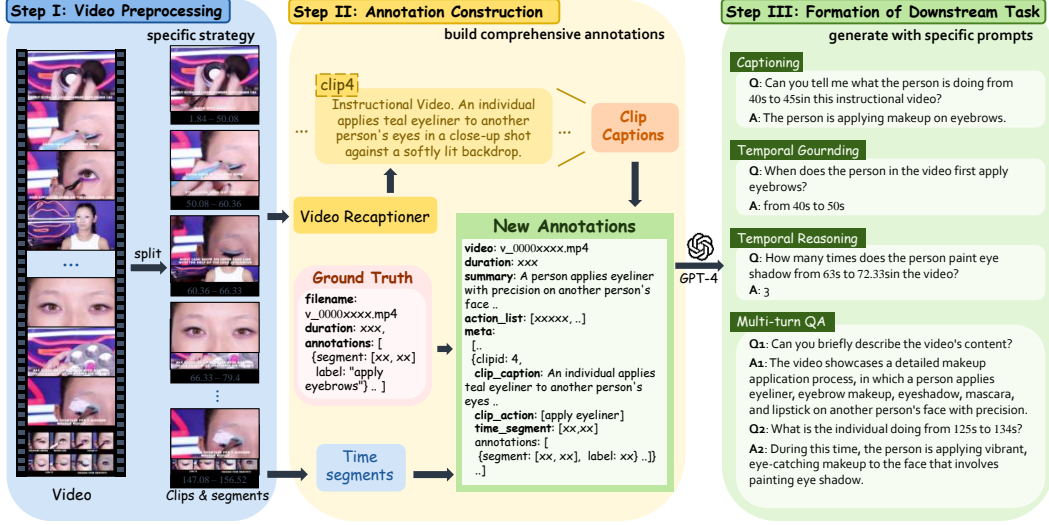 Step I: Video Preprocessing
specific strategy
1.84 – 50.08
50.08 – 60.36
60.36 – 66.33
66.33 – 79.4
147.08 – 156.52
...
split
Video
Clips & segments
Step II: Annotation Construction
build comprehensive annotations
clip4
Instructional Video. An individual
applies teal eyeliner to another
person's eyes in a close-up shot
against a softly lit backdrop.
...
...
Clip
Captions
Video Recaptioner
Ground Truth
filename:
v_0000xxxx.mp4
duration: xxx,
annotations: [
{segment: [xx, xx]
label: "apply
eyebrows"} .. ]
Time
segments
New Annotations
video: v_0000xxxx.mp4
duration: xxx
summary: A person applies eyeliner
with precision on another person's
face ..
action_list: [xxxxx, ..]
meta:
[..
{clipid: 4,
clip_caption: An individual applies
teal eyeliner to another person's
eyes ..
clip_action: [apply eyeliner]
time_segment: [xx,xx]
annotations: [
{segment: [xx, xx], label: xx} ..]}
..]
GPT-4
Step III: Formation of Downstream Task
generate with specific prompts
Captioning
Q: Can you tell me what the person is doing from
40s to 45sin this instructional video?
A: The person is applying makeup on eyebrows.
Temporal Gournding
Q: When does the person in the video first apply
eyebrows?
A: from 40s to 50s
Temporal Reasoning
Q: How many times does the person paint eye
shadow from 63s to 72.33sin the video?
A: 3
Multi-turn QA
Q1: Can you briefly describe the video's content?
A1: The video showcases a detailed makeup
application process, in which a person applies
eyeliner, eyebrow makeup, eyeshadow, mascara,
and lipstick on another person's face with precision.
Q2: What is the individual doing from 125s to 134s?
A2: During this time, the person is applying vibrant,
eye-catching makeup to the face that involves
painting eye shadow.